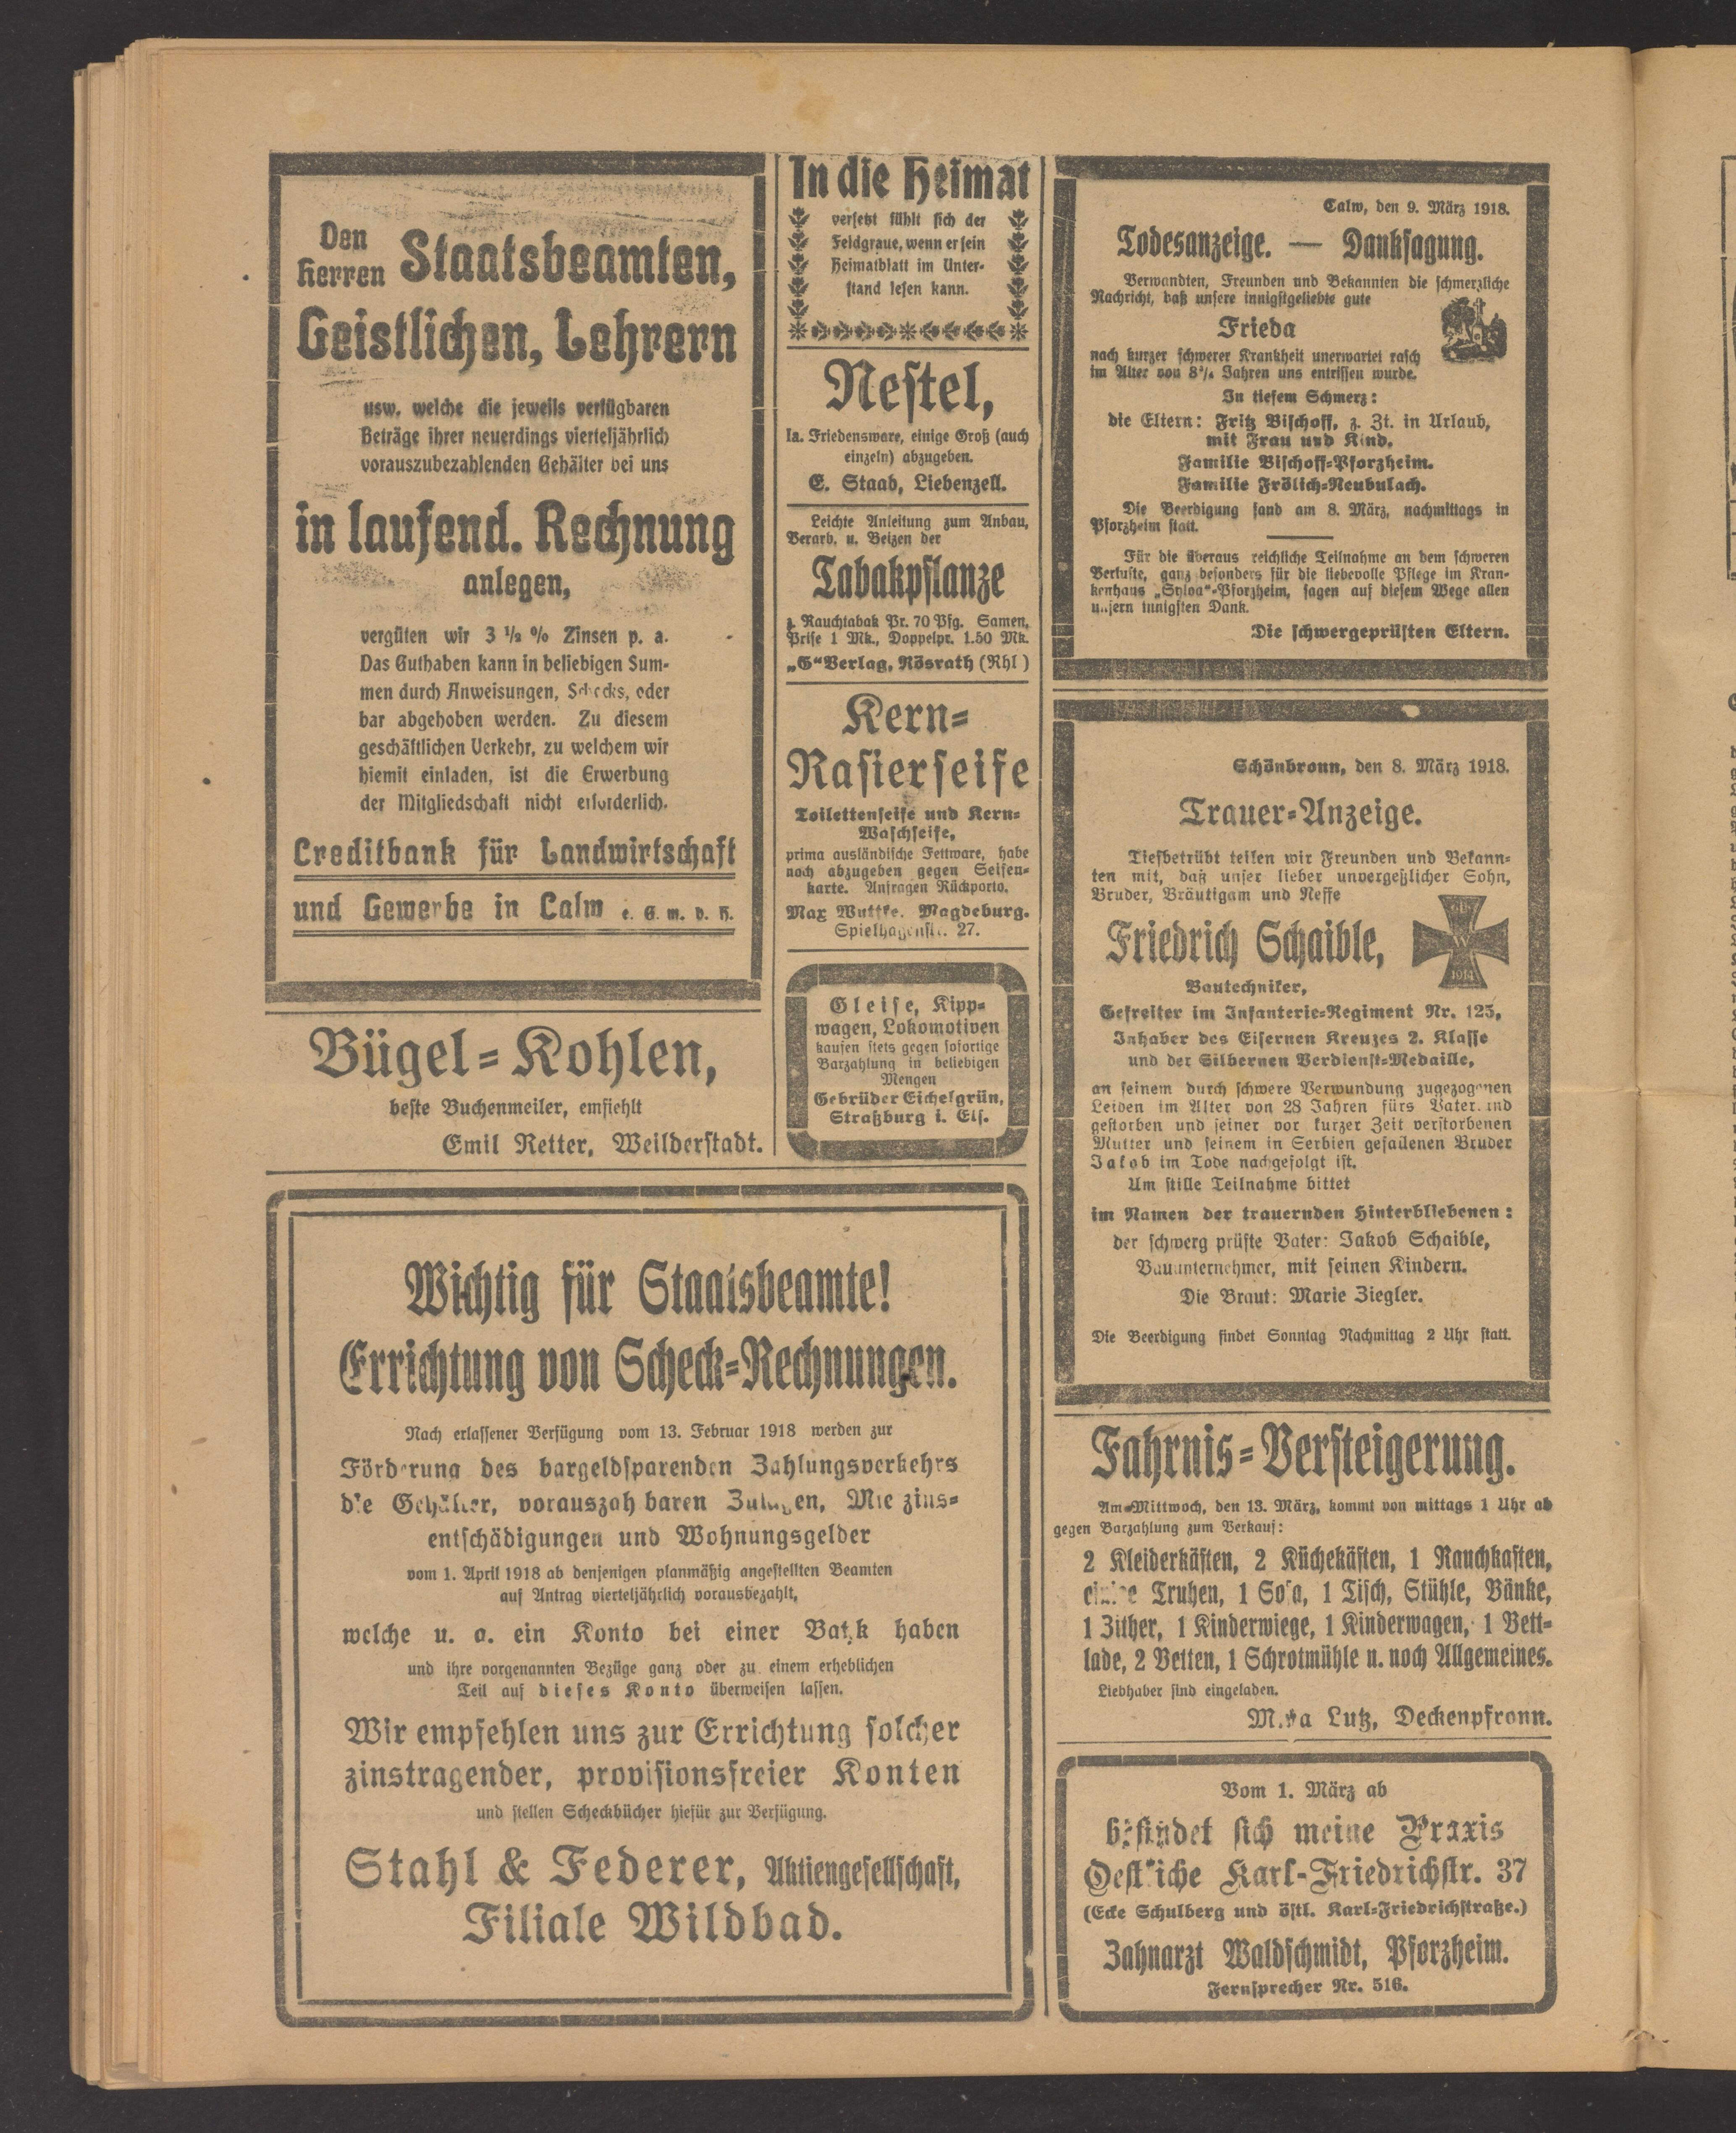 Den
Herren Staatsbeamten,
Geistlichen, Lehrern
usw. welche die jeweils verfügbaren
Beträge ihrer neuerdings vierteljährlich
vorauszubezahlenden Gehälter bei uns
in laufend. Rechnung
anlegen,
vergüten wir 3 ½ % Zinsen p. a.
Das Guthaben kann in beliebigen Sum-
men durch Anweisungen, Schecks, oder
bar abgehoben werden. Zu diesem
geschäftlichen Verkehr, zu welchem wir
hiemit einladen, ist die Erwerbung
der Mitgliedschaft nicht erforderlich.
Creditbank für Landwirtschaft
und Gewerbe in Calw e. G. m. b. H.
Bügel-Kohlen,
beste Buchenmeiler, emfiehlt
Emil Retter, Weilderstadt.
In die Heimat
versetzt fühlt sich der
Feldgraue, wenn er sein
Heimatblatt im Unter-
stand lesen kann.
Nestel,
Ia. Friedensware, einige Groß (auch
einzeln) abzugeben.
E. Staab, Liebenzell.
Leichte Anleitung zum Anbau,
Verarb. u. Beizen der
Tabakpflanze
z. Rauchtabak Pr. 70 Pfg. Samen,
Prise 1 Mk., Doppelpr. 1.50 Mk.
„G“ Verlag, Rösrath (Rhl)
Kern-
Rasierseife
Toilettenseife und Kern-
Waschseife,
prima ausländische Fettware, habe
noch abzugeben gegen Seifen-
karte. Anfragen Rückporto.
Max Wuttke. Magdeburg.
Spielhagenstr. 27.
Gleise, Kipp-
wagen, Lokomotiven
kaufen stets gegen sofortige
Barzahlung in beliebigen
Mengen
Gebrüder Eichelgrün,
Straßburg i. Els.
Wichtig für Staatsbeamte!
Errichtung von Scheck-Rechnungen.
Nach erlassener Verfügung vom 13. Februar 1918 werden zur
Förderung des bargeldsparenden Zahlungsverkehrs
die Gehälter, vorauszahlbaren Zulagen, Mietzins-
entschädigungen und Wohnungsgelder
vom 1. April 1918 ab denjenigen planmäßig angestellten Beamten
auf Antrag vierteljährlich vorausbezahlt,
welche u. a. ein Konto bei einer Bank haben
und ihre vorgenannten Bezüge ganz oder zu einem erheblichen
Teil auf dieses Konto überweisen lassen.
Wir empfehlen uns zur Errichtung solcher
zinstragender, provisionsfreier Konten
und stellen Scheckbücher hiefür zur Verfügung.
Stahl & Federer, Aktiengesellschaft,
Filiale Wildbad.
Calw, den 9. März 1918.
Todesanzeige. — Danksagung.
Verwandten, Freunden und Bekannten die schmerzliche
Nachricht, daß unsere innigstgeliebte gute
Frieda
nach kurzer schwerer Krankheit unerwartet rasch
im Alter von 8¾ Jahren uns entrissen wurde.
In tiefem Schmerz:
die Eltern: Fritz Bischoff, z. Zt. in Urlaub,
mit Frau und Kind.
Familie Bischoff-Pforzheim.
Familie Frölich-Neubulach.
Die Beerdigung fand am 8. März, nachmittags in
Pforzheim statt.
Für die überaus reichliche Teilnahme an dem schweren
Verluste, ganz besonders für die liebevolle Pflege im Kran-
kenhaus „Syloa“-Pforzheim, sagen auf diesem Wege allen
unsern innigsten Dank.
Die schwergeprüften Eltern.
Schönbronn, den 8. März 1918.
Trauer-Anzeige.
Tiefbetrübt teilen wir Freunden und Bekann-
ten mit, daß unser lieber unvergeßlicher Sohn,
Bruder, Bräutigam und Neffe
Friedrich Schaible,
W
1914
Bautechniker,
Gefreiter im Infanterie-Regiment Nr. 125,
Inhaber des Eisernen Kreuzes 2. Klasse
und der Silbernen Verdienst-Medaille,
an seinem durch schwere Verwundung zugezogenen
Leiden im Alter von 28 Jahren fürs Vaterland
gestorben und seiner vor kurzer Zeit verstorbenen
Mutter und seinem in Serbien gefallenen Bruder
Jakob im Tode nachgefolgt ist.
Um stille Teilnahme bittet
im Namen der trauernden Hinterbliebenen:
der schwerg prüfte Vater: Jakob Schaible,
Bauunternehmer, mit seinen Kindern.
Die Braut: Marie Ziegler.
Die Beerdigung findet Sonntag Nachmittag 2 Uhr statt.
Fahrnis-Versteigerung.
Am Mittwoch, den 13. März, kommt von mittags 1 Uhr ab
gegen Barzahlung zum Verkauf:
2 Kleiderkästen, 2 Küchekästen, 1 Rauchkasten,
einige Truhen, 1 Sofa, 1 Tisch, Stühle, Bänke,
1 Zither, 1 Kinderwiege, 1 Kinderwagen, 1 Bett-
lade, 2 Betten, 1 Schrotmühle u. noch Allgemeines.
Liebhaber sind eingeladen.
Lutz, Deckenpfronn.
Vom 1. März ab
befindet sich meine Praxis
Oestliche Karl-Friedrichstr. 37
(Ecke Schulberg und östl. Karl-Friedrichstraße.)
Zahnarzt Waldschmidt, Pforzheim.
Fernsprecher Nr. 516.